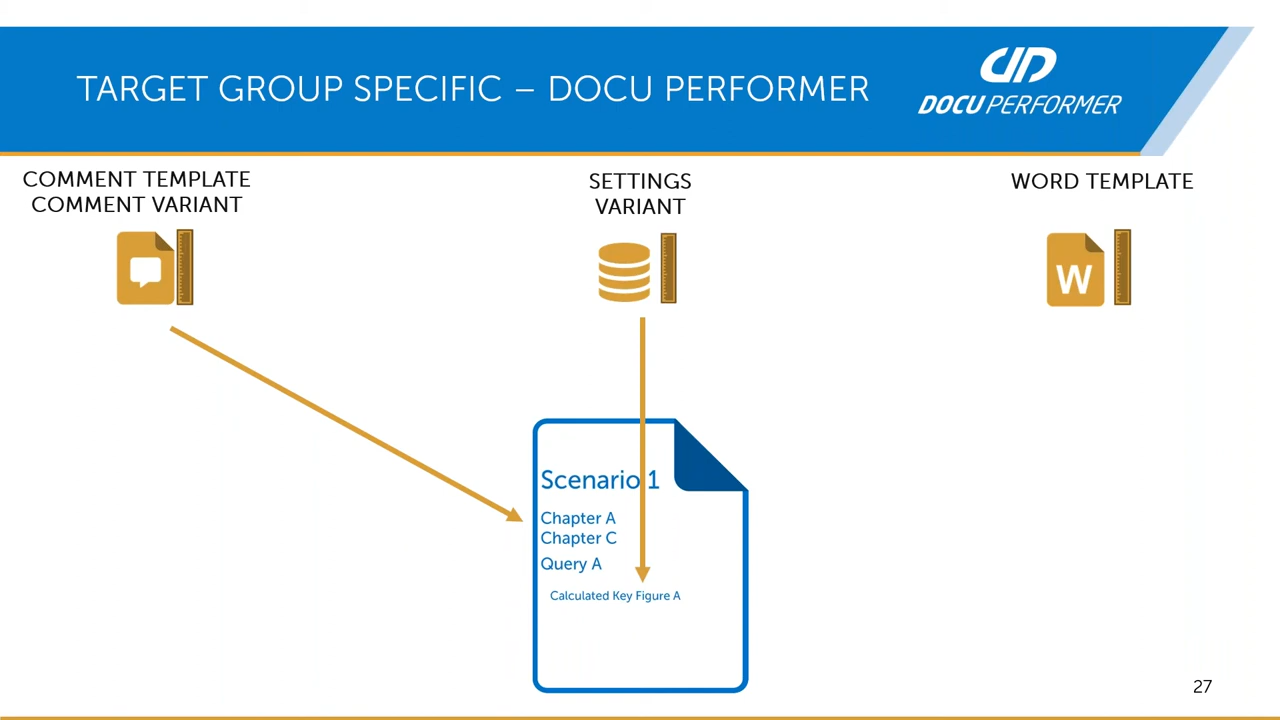 TARGET GROUP SPECIFIC – DOCU PERFORMER
DOCU PERFORMER
COMMENT TEMPLATE
COMMENT VARIANT
SETTINGS
VARIANT
WORD TEMPLATE
W
Scenario 1
Chapter A
Chapter C
Query A
Calculated Key Figure A
27